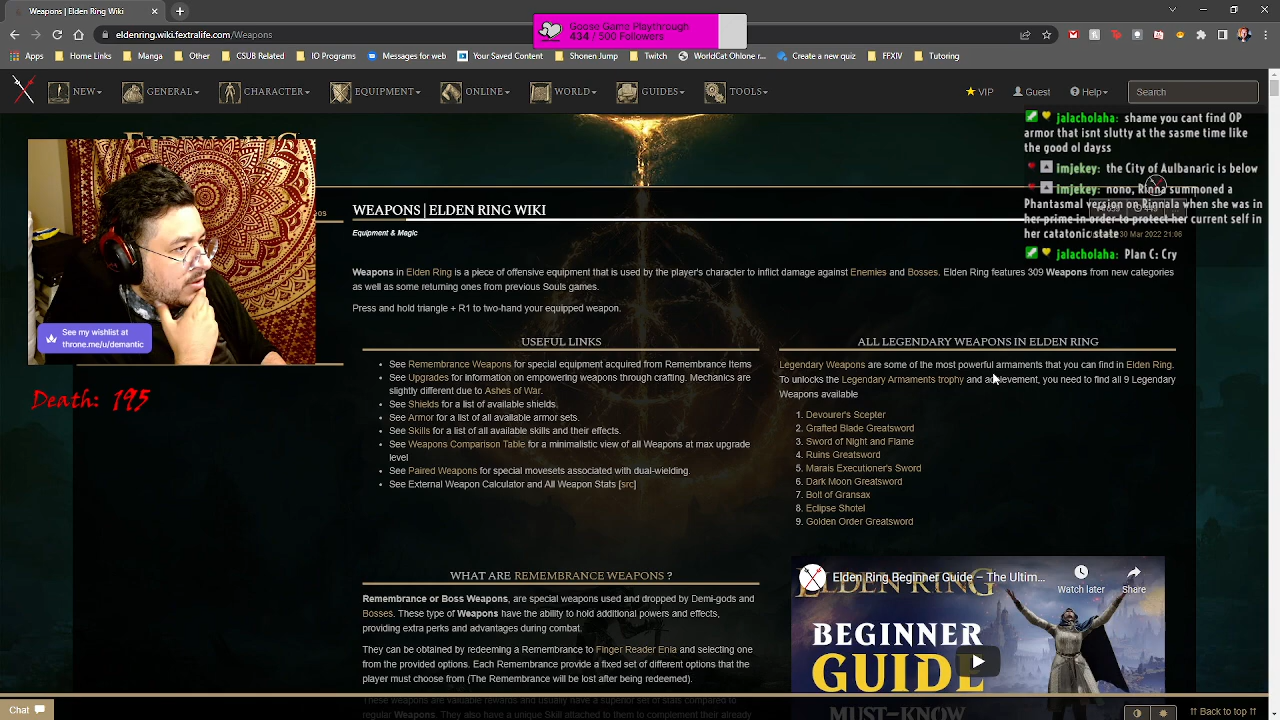 Weapons | Elden Ring Wiki
eldenring.wiki.fextralife.com/Weapons
Goose Game Playthrough
434 / 500 Followers
Apps
Manga
Streaming
CSUB Resources
IO Programs
Messages
YouTube
Your Saved Content
ShonenJump
Twitch
WorldCat Ohlone r...
Create a new quiz
FFXIV
Tutoring
NEW
GENERAL
CHARACTER
EQUIPMENT
ONLINE
WORLD
GUIDES
TOOLS
VIP
Guest
Help
Search
ELDEN RING
jalacholaha: shame you cant find OP
armor that isnt slutty at the sasme time like
the good ol dayss
imjekey: the City of Aulbanaric is below
imjekey: nono, Rinna summoned a
Phantasmal version on Rinnala when she was in
her prime in order to protect her current self in
her catatonic state
30 Mar 2022 21:06
jalacholaha: Plan C: Cry
WEAPONS | ELDEN RING WIKI
Equipment & Magic
Weapons in Elden Ring is a piece of offensive equipment that is used by the player's character to inflict damage against Enemies and Bosses. Elden Ring features 309 Weapons from new categories
as well as some returning ones from previous Souls games.
Press and hold triangle + R1 to two-hand your equipped weapon.
See my wishlist at
throne.me/u/demantic
Death: 195
USEFUL LINKS
See Remembrance Weapons for special equipment acquired from Remembrance Items
See Upgrades for Information on empowering weapons through crafting. Mechanics are
slightly different due to Ashes of War.
See Shields for a list of available shields.
See Armor for a list of all available armor sets.
See Skills for a list of all available skills and their effects.
See Weapons Comparison Table for a minimalistic view of all Weapons at max upgrade
level
See Paired Weapons for special movesets associated with dual-wielding.
See External Weapon Calculator and All Weapon Stats [src]
ALL LEGENDARY WEAPONS IN ELDEN RING
Legendary Weapons are some of the most powerful armaments that you can find in Elden Ring.
To unlocks the Legendary Armaments trophy and achievement, you need to find all 9 Legendary
Weapons available
1. Devourer's Scepter
2. Grafted Blade Greatsword
3. Sword of Night and Flame
4. Ruins Greatsword
5. Marais Executioner's Sword
6. Dark Moon Greatsword
7. Bolt of Gransax
8. Eclipse Shotel
9. Golden Order Greatsword
WHAT ARE REMEMBRANCE WEAPONS ?
Remembrance or Boss Weapons, are special weapons used and dropped by Demi-gods and
Bosses. These type of Weapons have the ability to hold additional powers and effects,
providing extra perks and advantages during combat.
They can be obtained by redeeming a Remembrance to Finger Reader Enia and selecting one
from the provided options. Each Remembrance provide a fixed set of different options that the
player must choose from (The Remembrance will be lost after being redeemed).
These weapons are valuable rewards and usually have a superior set of stats compared to
regular Weapons. They also have a unique Skill attached to them to complement their already
Elden Ring Beginner Guide – The Ultim...
Watch later
Share
ELDEN RING
BEGINNER
GUIDE
MUST-KNOW
Chat
Back to top